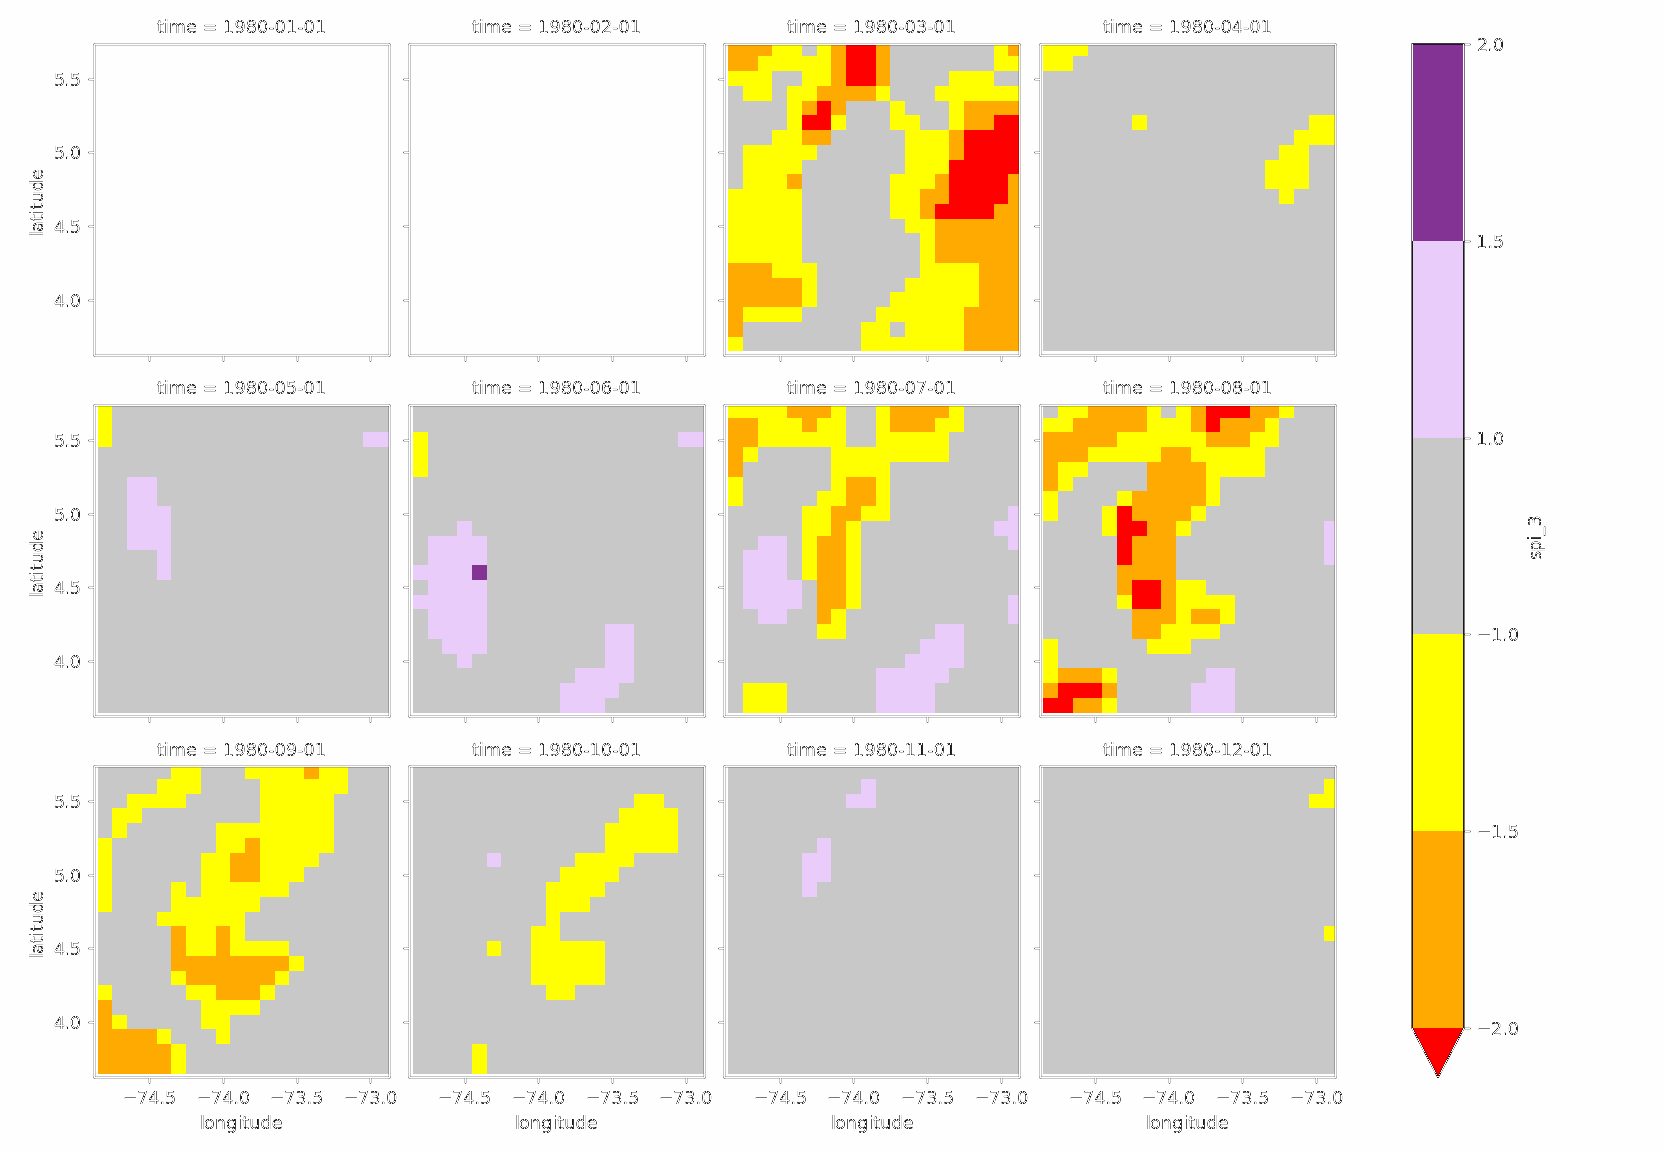 time = 1980-01-01
time = 1980-02-01
time = 1980-03-01
time = 1980-04-01
2.0
5.5
5.0
latitude
4.5
4.0
1.5
time = 1980-05-01
time = 1980-06-01
time = 1980-07-01
time = 1980-08-01
1.0
5.5
5.0
latitude
4.5
4.0
spi_3
−1.0
time = 1980-09-01
time = 1980-10-01
time = 1980-11-01
time = 1980-12-01
5.5
5.0
latitude
4.5
4.0
−1.5
−2.0
−74.5 −74.0 −73.5 −73.0
−74.5 −74.0 −73.5 −73.0
−74.5 −74.0 −73.5 −73.0
−74.5 −74.0 −73.5 −73.0
longitude
longitude
longitude
longitude